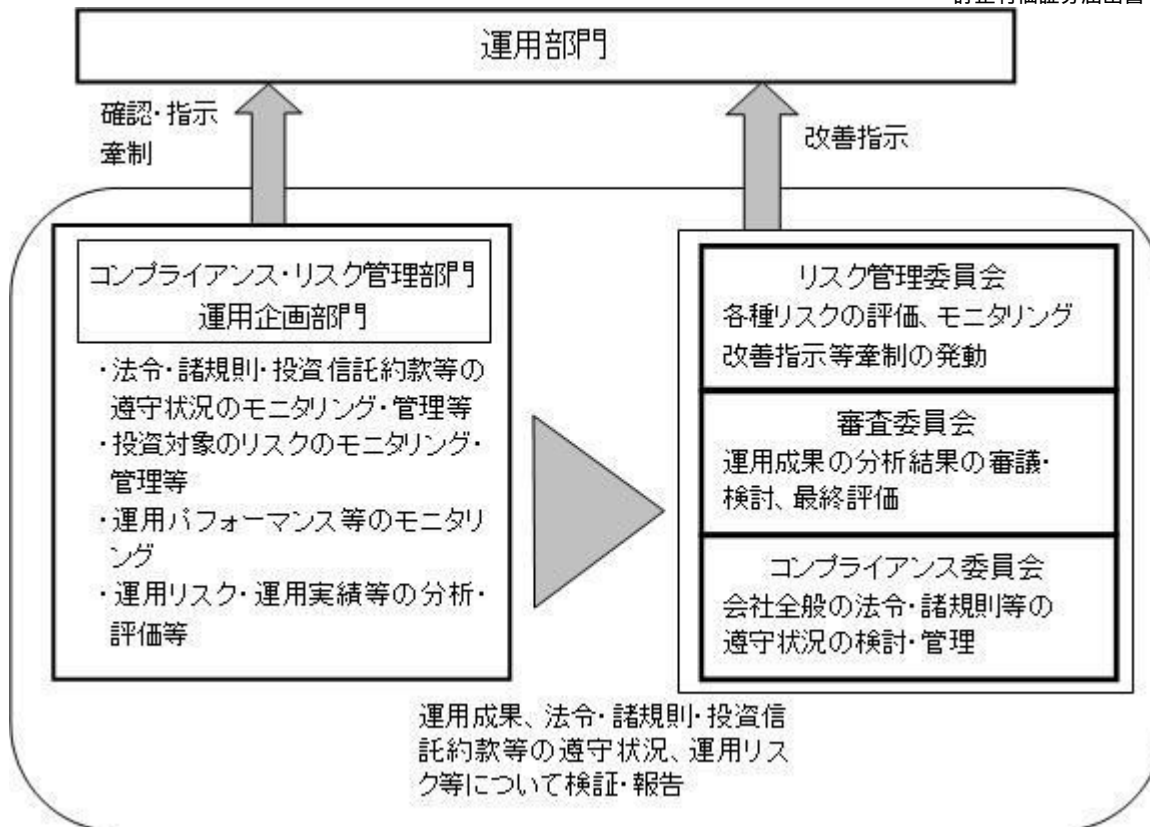 運用部門
確認・指示
牽制
改善指示
コンプライアンス・リスク管理部門
運用企画部門
・法令・諸規則・投資信託約款等の
遵守状況のモニタリング・管理等
・投資対象のリスクのモニタリング・
管理等
・運用パフォーマンス等のモニタリ
ング
・運用リスク・運用実績等の分析・
評価等
リスク管理委員会
各種リスクの評価、モニタリング
改善指示等牽制の発動
審査委員会
運用成果の分析結果の審議・
検討、最終評価
コンプライアンス委員会
会社全般の法令・諸規則等の
遵守状況の検討・管理
運用成果、法令・諸規則・投資信
託約款等の遵守状況、運用リス
ク等について検証・報告